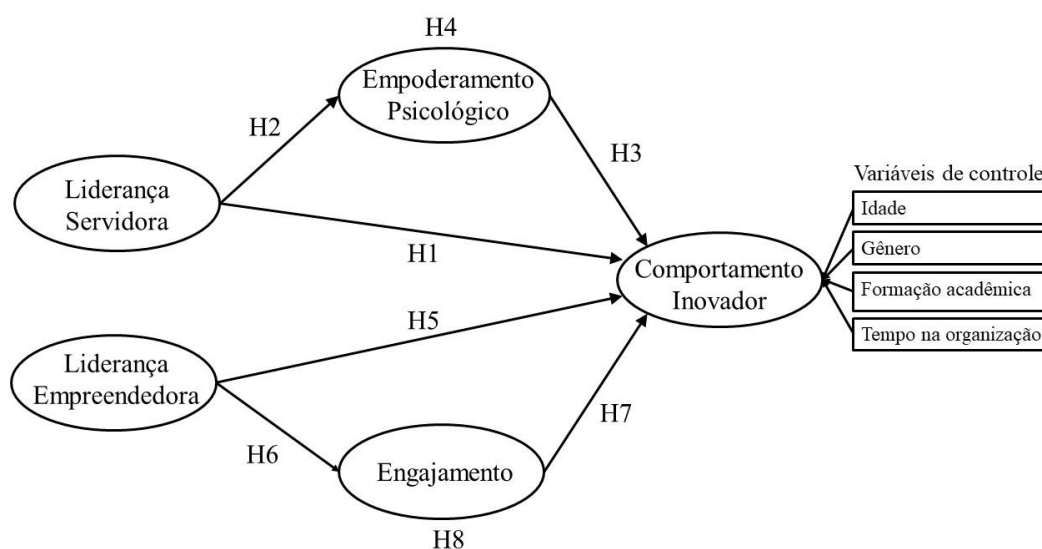 H4
Empoderamento
Psicológico
H2
H3
Liderança
Servidora
H1
Variáveis de controle
Idade
Gênero
Formação acadêmica
Tempo na organização
Comportamento
Inovador
H5
Liderança
Empreendedora
H6
H7
Engajamento
H8